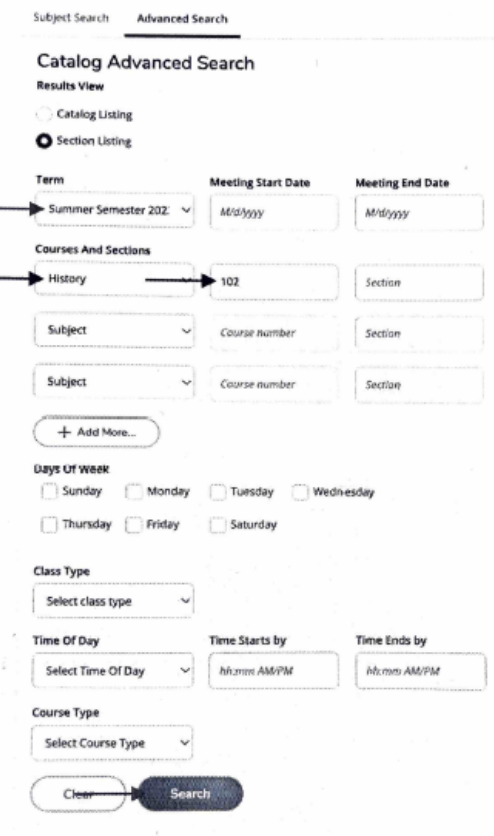 Subject Search Advanced Search
Catalog Advanced Search
Results View
Catalog Listing
Section Listing
Term Meeting Start Date Meeting End Date
Summer Semester 202 M/d/yyyy M/d/yyyy
Courses And Sections
History 102 Section
Subject Course number Section
Subject Course number Section
+ Add More...
Days Of Week
Sunday Monday Tuesday Wednesday
Thursday Friday Saturday
Class Type
Select class type
Time Of Day Time Starts by Time Ends by
Select Time Of Day hh:mm AM/PM hh:mm AM/PM
Course Type
Select Course Type
Clear Search